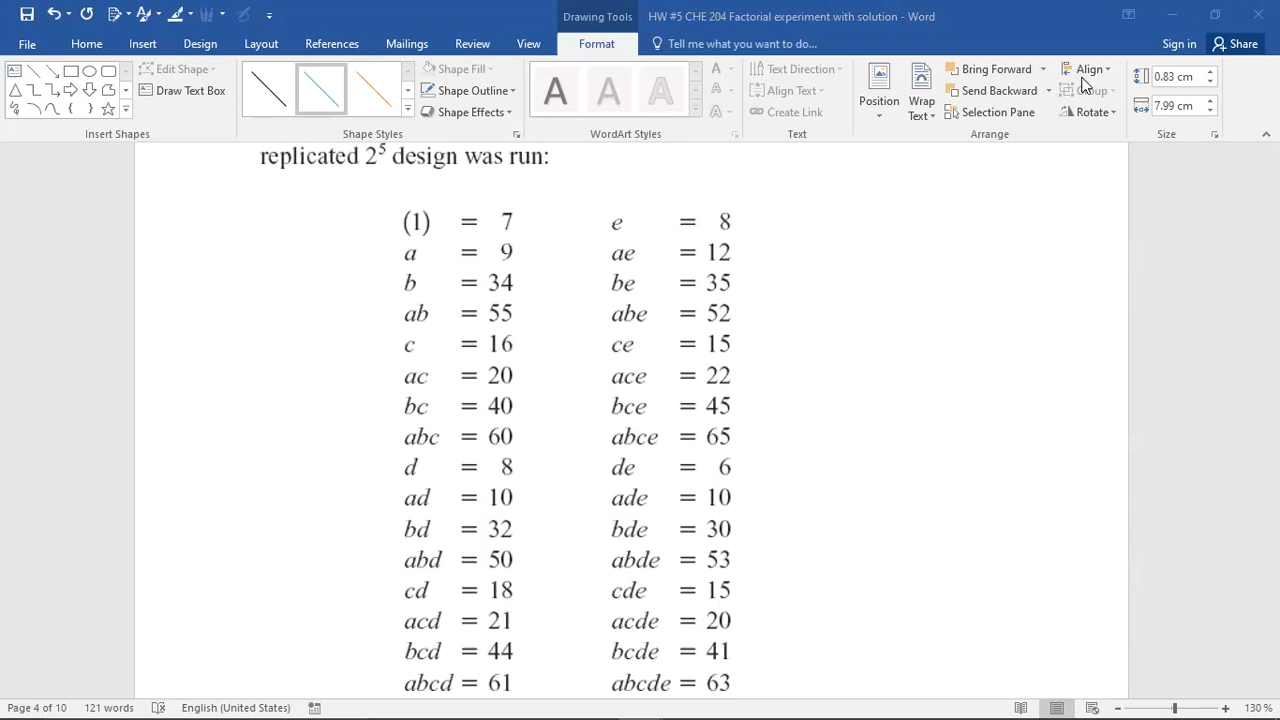 Drawing Tools
HW #5 CHE 204 Factorial experiment with solution - Word
File Home Insert Design Layout References Mailings Review View Format Tell me what you want to do... Sign in Share
Edit Shape
Draw Text Box
Insert Shapes
Shape Fill
Shape Outline
Shape Effects
Shape Styles
A A A
A
A
A
WordArt Styles
Text Direction
Align Text
Create Link
Text
Position
Wrap Text
Bring Forward
Send Backward
Selection Pane
Align
Group
Rotate
Arrange
0.83 cm
7.99 cm
Size
replicated 2⁵ design was run:
(1) = 7 e = 8
a = 9 ae = 12
b = 34 be = 35
ab = 55 abe = 52
c = 16 ce = 15
ac = 20 ace = 22
bc = 40 bce = 45
abc = 60 abce = 65
d = 8 de = 6
ad = 10 ade = 10
bd = 32 bde = 30
abd = 50 abde = 53
cd = 18 cde = 15
acd = 21 acde = 20
bcd = 44 bcde = 41
abcd = 61 abcde = 63
Page 4 of 10 121 words English (United States) 130 %